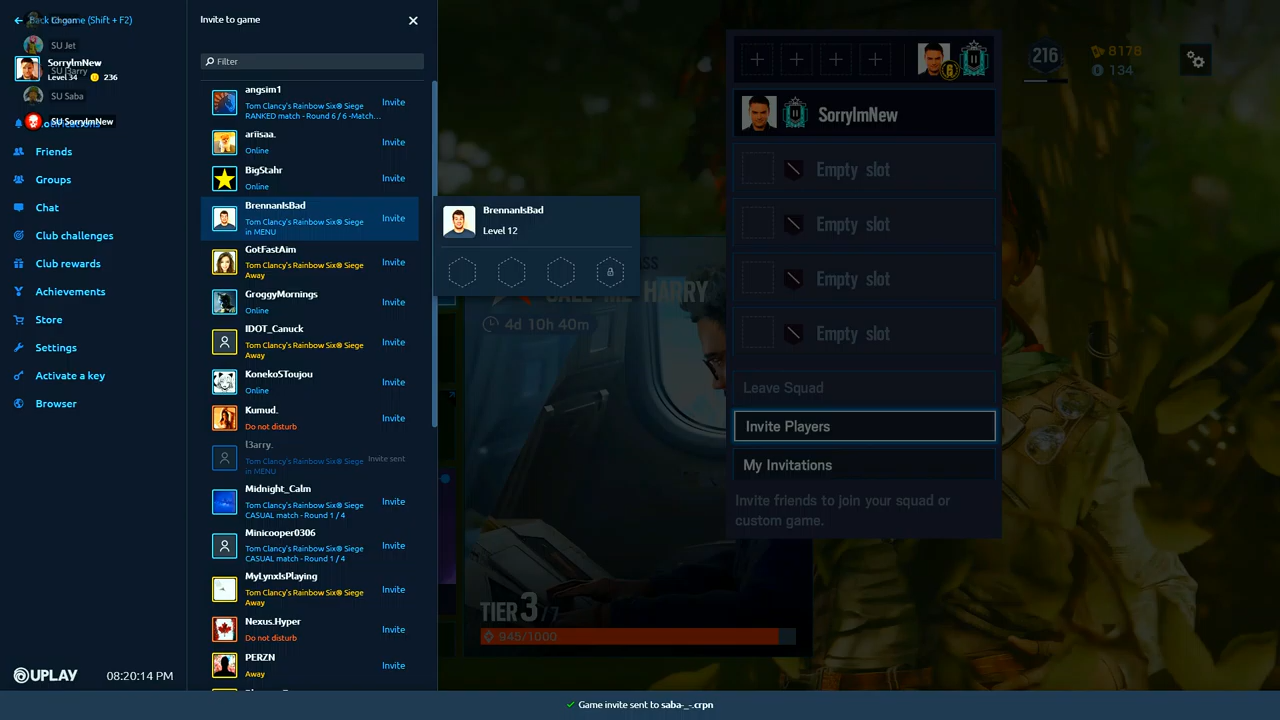 Back to game (Shift + F2)
SU Jet
SorryImNew
SU l3arry
Level 34
236
SU Saba
SU SorryImNew
Friends
Groups
Chat
Club challenges
Club rewards
Achievements
Store
Settings
Activate a key
Browser
UPLAY
08:20:14 PM
Invite to game
Filter
angsim1
Tom Clancy's Rainbow Six® Siege
RANKED match - Round 6 / 6 -Match...
Invite
ariisaa.
Online
Invite
BigStahr
Online
Invite
BrennanIsBad
Tom Clancy's Rainbow Six® Siege
in MENU
Invite
GotFastAim
Tom Clancy's Rainbow Six® Siege
Away
Invite
GroggyMornings
Online
Invite
IDOT_Canuck
Tom Clancy's Rainbow Six® Siege
Away
Invite
KonekoSToujou
Online
Invite
Kumud.
Do not disturb
Invite
l3arry.
Tom Clancy's Rainbow Six® Siege
in MENU
Invite sent
Midnight_Calm
Tom Clancy's Rainbow Six® Siege
CASUAL match - Round 1 / 4
Invite
Minicooper0306
Tom Clancy's Rainbow Six® Siege
CASUAL match - Round 1 / 4
Invite
MyLynxIsPlaying
Tom Clancy's Rainbow Six® Siege
Away
Invite
Nexus.Hyper
Do not disturb
Invite
PERZN
Away
Invite
BrennanIsBad
Level 12
CALL ME HARRY
4d 10h 40m
TIER 3 / 7
945/1000
SorryImNew
Empty slot
Empty slot
Empty slot
Empty slot
Leave Squad
Invite Players
My Invitations
Invite friends to join your squad or
custom game.
216
8178
134
Game invite sent to saba-_-.crpn